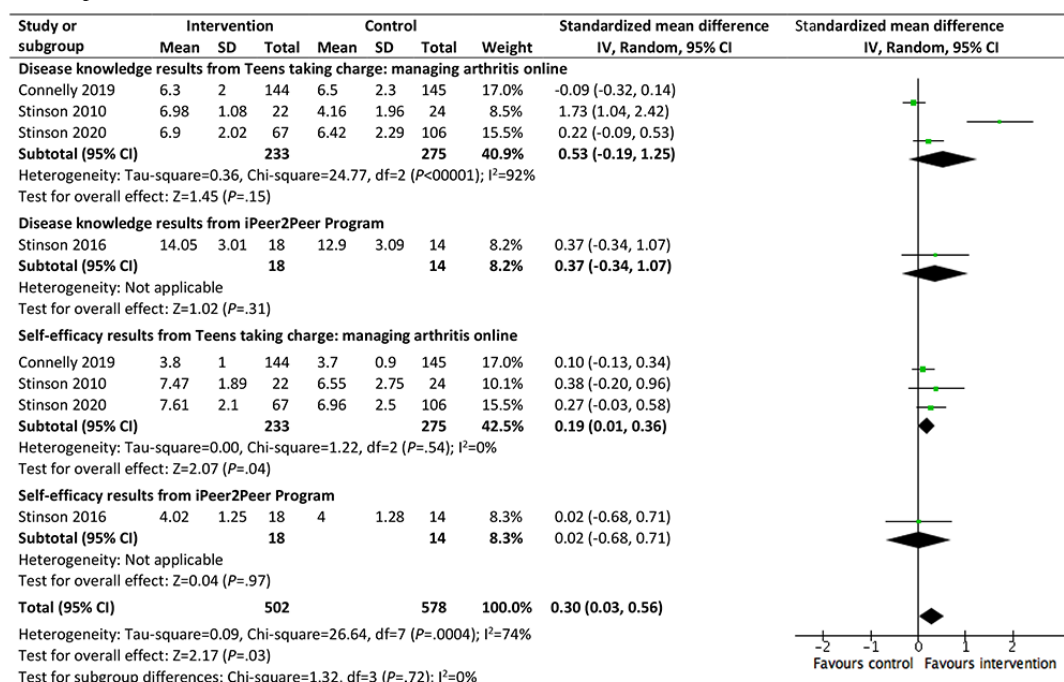 Study or Intervention Control Standardized mean difference Standardized mean difference
subgroup Mean SD Total Mean SD Total Weight IV, Random, 95% CI IV, Random, 95% CI
Disease knowledge results from Teens taking charge: managing arthritis online
Connelly 2019 6.3 2 144 6.5 2.3 145 17.0% -0.09 (-0.32, 0.14)
Stinson 2010 6.98 1.08 22 4.16 1.96 24 8.5% 1.73 (1.04, 2.42)
Stinson 2020 6.9 2.02 67 6.42 2.29 106 15.5% 0.22 (-0.09, 0.53)
Subtotal (95% CI) 233 275 40.9% 0.53 (-0.19, 1.25)
Heterogeneity: Tau-square=0.36, Chi-square=24.77, df=2 (P<00001); I²=92%
Test for overall effect: Z=1.45 (P=.15)
Disease knowledge results from iPeer2Peer Program
Stinson 2016 14.05 3.01 18 12.9 3.09 14 8.2% 0.37 (-0.34, 1.07)
Subtotal (95% CI) 18 14 8.2% 0.37 (-0.34, 1.07)
Heterogeneity: Not applicable
Test for overall effect: Z=1.02 (P=.31)
Self-efficacy results from Teens taking charge: managing arthritis online
Connelly 2019 3.8 1 144 3.7 0.9 145 17.0% 0.10 (-0.13, 0.34)
Stinson 2010 7.47 1.89 22 6.55 2.75 24 10.1% 0.38 (-0.20, 0.96)
Stinson 2020 7.61 2.1 67 6.96 2.5 106 15.5% 0.27 (-0.03, 0.58)
Subtotal (95% CI) 233 275 42.5% 0.19 (0.01, 0.36)
Heterogeneity: Tau-square=0.00, Chi-square=1.22, df=2 (P=.54); I²=0%
Test for overall effect: Z=2.07 (P=.04)
Self-efficacy results from iPeer2Peer Program
Stinson 2016 4.02 1.25 18 4 1.28 14 8.3% 0.02 (-0.68, 0.71)
Subtotal (95% CI) 18 14 8.3% 0.02 (-0.68, 0.71)
Heterogeneity: Not applicable
Test for overall effect: Z=0.04 (P=.97)
Total (95% CI) 502 578 100.0% 0.30 (0.03, 0.56)
Heterogeneity: Tau-square=0.09, Chi-square=26.64, df=7 (P=.0004); I²=74%
Test for overall effect: Z=2.17 (P=.03)
Test for subgroup differences: Chi-square=1.32, df=3 (P=.72); I²=0%
-2 -1 0 1 2
Favours control Favours intervention